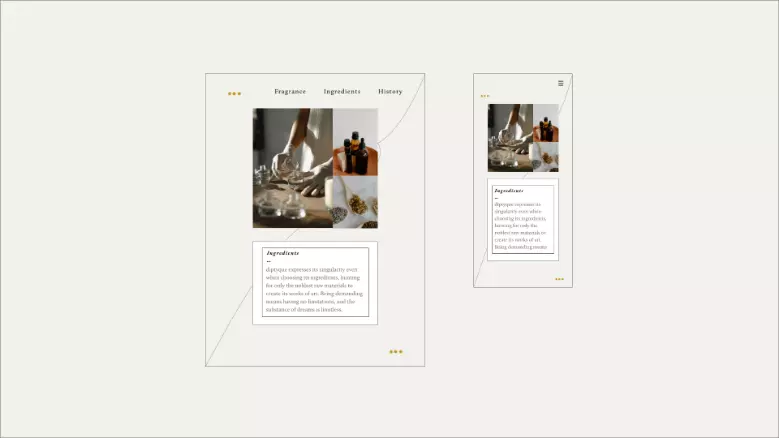 Fragrance Ingredients History
Ingredients
diptyque expresses its singularity even
when choosing its ingredients, hunting
for only the noblest raw materials to
create its works of art. Being demanding
means having no limitations, and the
substance of dreams is limitless.
Ingredients
diptyque expresses its
singularity even when
choosing its ingredients,
hunting for only the
noblest raw materials to
create its works of art.
Being demanding means